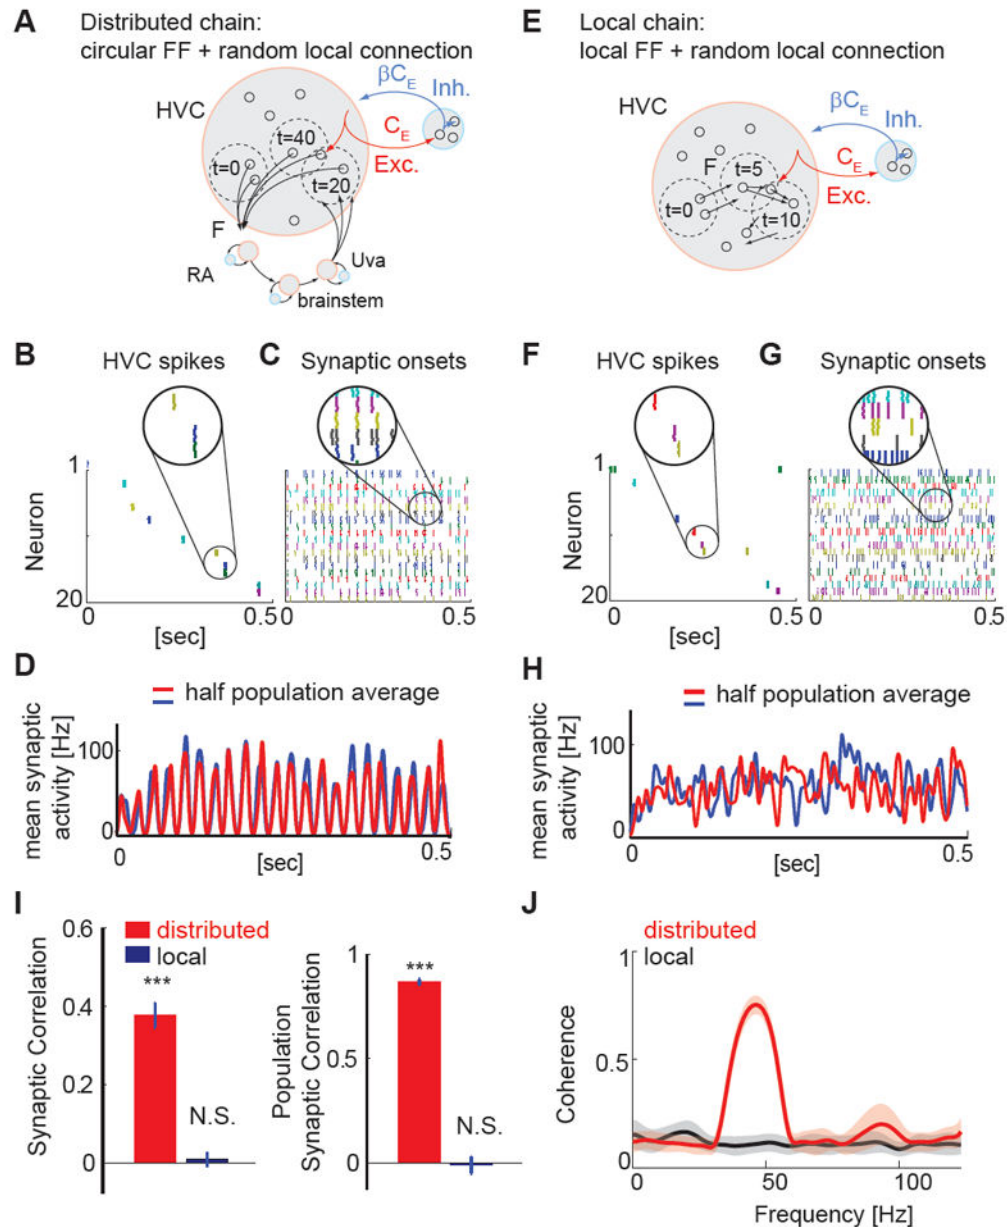 A
Distributed chain:
circular FF + random local connection
HVC
βC_E
Inh.
C_E
Exc.
t=40
t=0
t=20
F
RA
Uva
brainstem
E
Local chain:
local FF + random local connection
HVC
βC_E
Inh.
C_E
Exc.
F
t=5
t=0
t=10
B
HVC spikes
1
Neuron
20
0
0.5
[sec]
C
Synaptic onsets
0
0.5
F
HVC spikes
1
Neuron
20
0
0.5
[sec]
G
Synaptic onsets
0
0.5
D
half population average
mean synaptic
activity [Hz]
100
0
0
0.5
[sec]
H
half population average
mean synaptic
activity [Hz]
100
0
0
0.5
[sec]
I
distributed
local
Synaptic Correlation
0.6
0.4
0.2
0
***
N.S.
Population
Synaptic Correlation
1
0.5
0
***
N.S.
J
distributed
local
Coherence
1
0.5
0
0
50
100
Frequency [Hz]